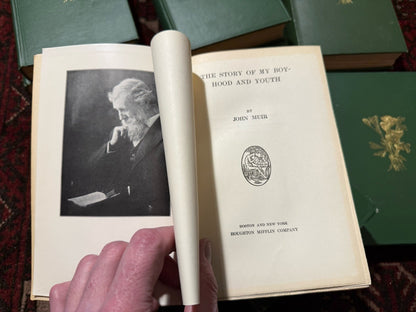 THE STORY OF MY BOY-
HOOD AND YOUTH
BY
JOHN MUIR
BOSTON AND NEW YORK
HOUGHTON MIFFLIN COMPANY